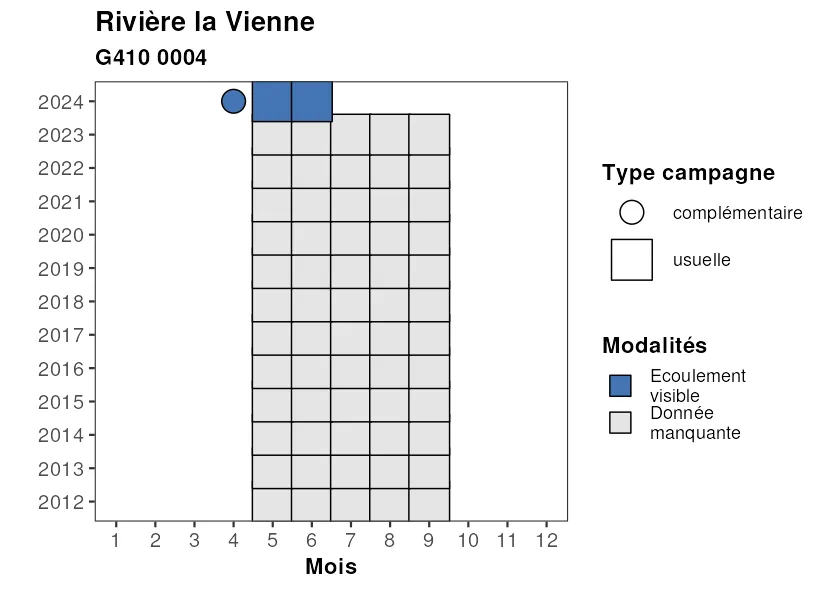 Rivière la Vienne
G410 0004
2024
2023
2022
2021
2020
2019
2018
2017
2016
2015
2014
2013
2012
1 2 3 4 5 6 7 8 9 10 11 12
Mois
Type campagne
complémentaire
usuelle
Modalités
Ecoulement
visible
Donnée
manquante